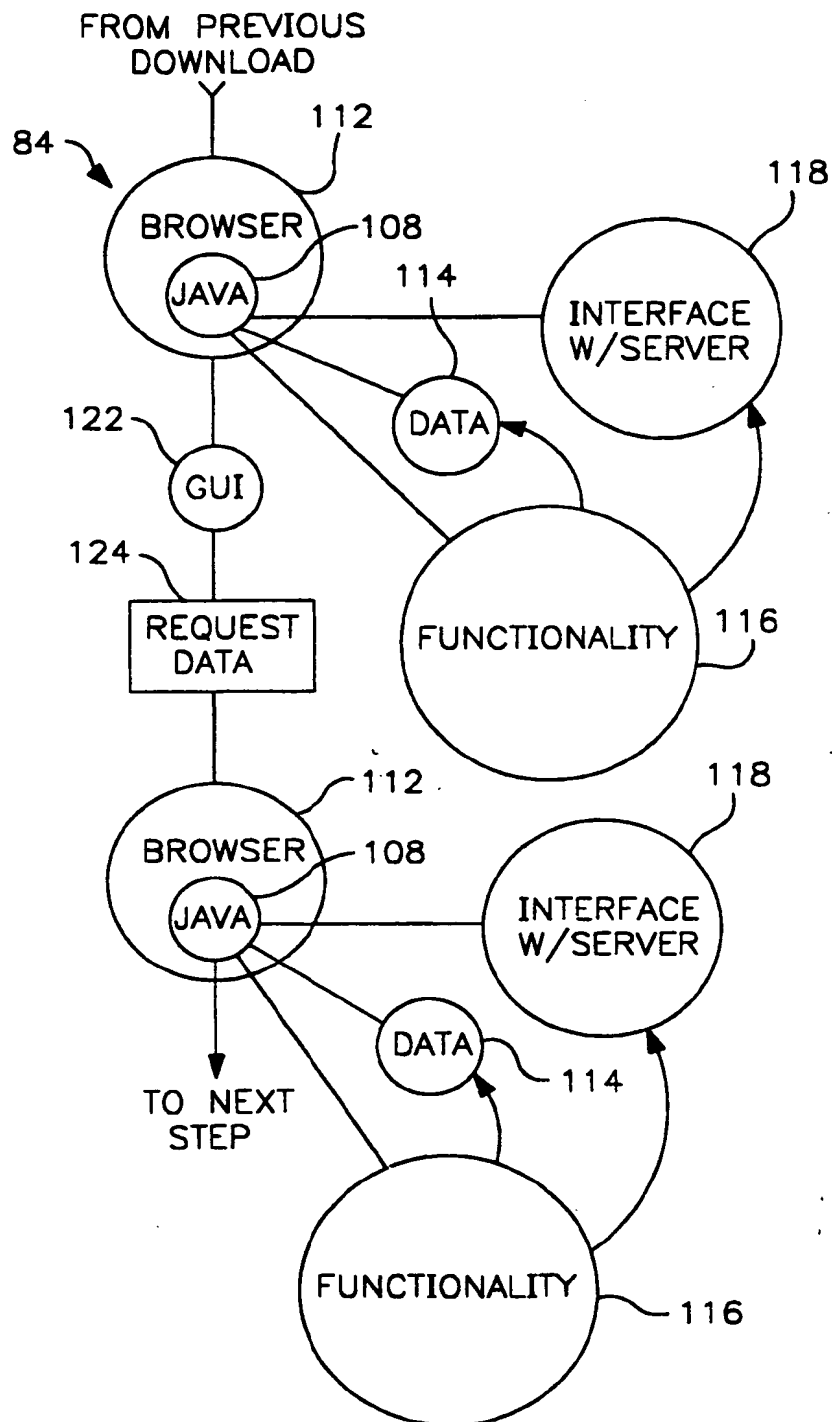 FROM PREVIOUS
DOWNLOAD
112
84
118
BROWSER
108
JAVA
114
INTERFACE
W/SERVER
122
DATA
GUI
124
REQUEST
DATA
FUNCTIONALITY
116
112
118
BROWSER
108
JAVA
INTERFACE
W/SERVER
DATA
114
TO NEXT
STEP
FUNCTIONALITY
116